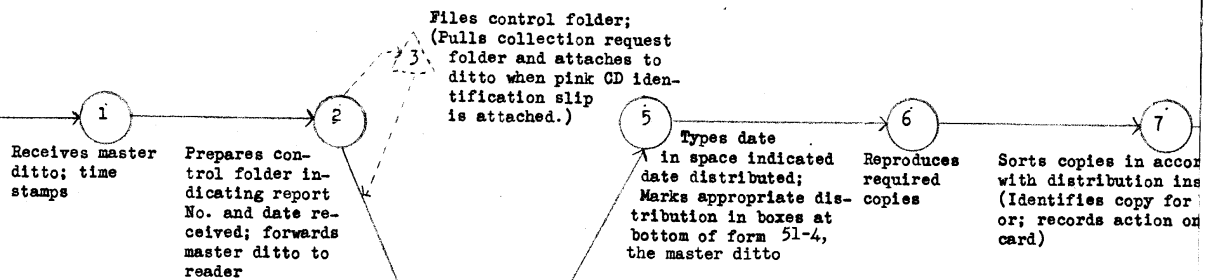 Files control folder;
(Pulls collection request
folder and attaches to
ditto when pink CD iden-
tification slip
is attached.)
3
1
2
5
6
7
Receives master
ditto; time
stamps
Prepares con-
trol folder in-
dicating report
No. and date re-
ceived; forwards
master ditto to
reader
Types date
in space indicated
date distributed;
Marks appropriate dis-
tribution in boxes at
bottom of form 51-4,
the master ditto
Reproduces
required
copies
Sorts copies in accor
with distribution ins
(Identifies copy for
or; records action on
card)